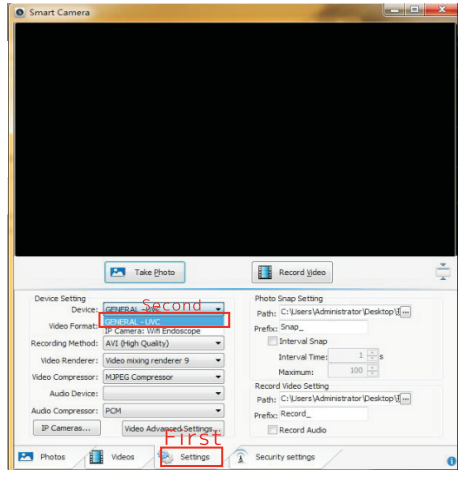 Smart Camera
Take Photo
Record Video
Device Setting
Device: GENERAL - UVC
Second
GENERAL - UVC
IP Camera: Wifi Endoscope
Video Format:
Recording Method: AVI (High Quality)
Video Renderer: Video mixing renderer 9
Video Compressor: MJPEG Compressor
Audio Device:
Audio Compressor: PCM
IP Cameras...
Video Advanced Settings...
First
Photo Snap Setting
Path: C:\Users\Administrator\Desktop\ ...
Prefix: Snap_
Interval Snap
Interval Time: 1 s
Maximum: 100
Record Video Setting
Path: C:\Users\Administrator\Desktop\ ...
Prefix: Record_
Record Audio
Photos
Videos
Settings
Security settings